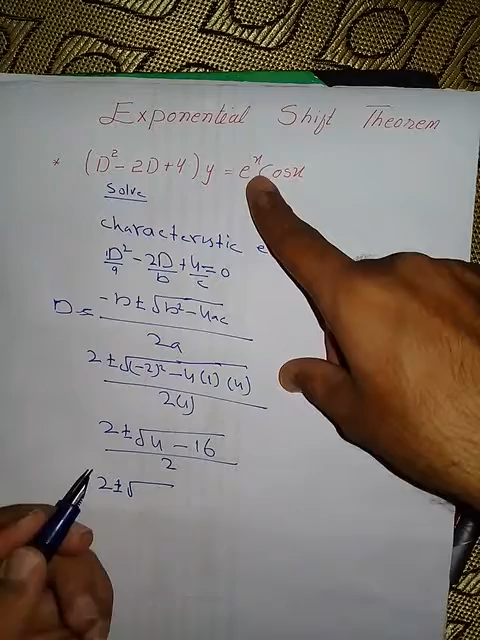 Exponential Shift Theorem
* (D² - 2D + 4) y = eˣ Cosx
Solve
characteristic e
D² - 2D + 4 = 0
a b c
D = -b ± √b² - 4ac
2a
2 ± √(-2)² - 4(1)(4)
2(1)
2 ± √4 - 16
2
2 ± √